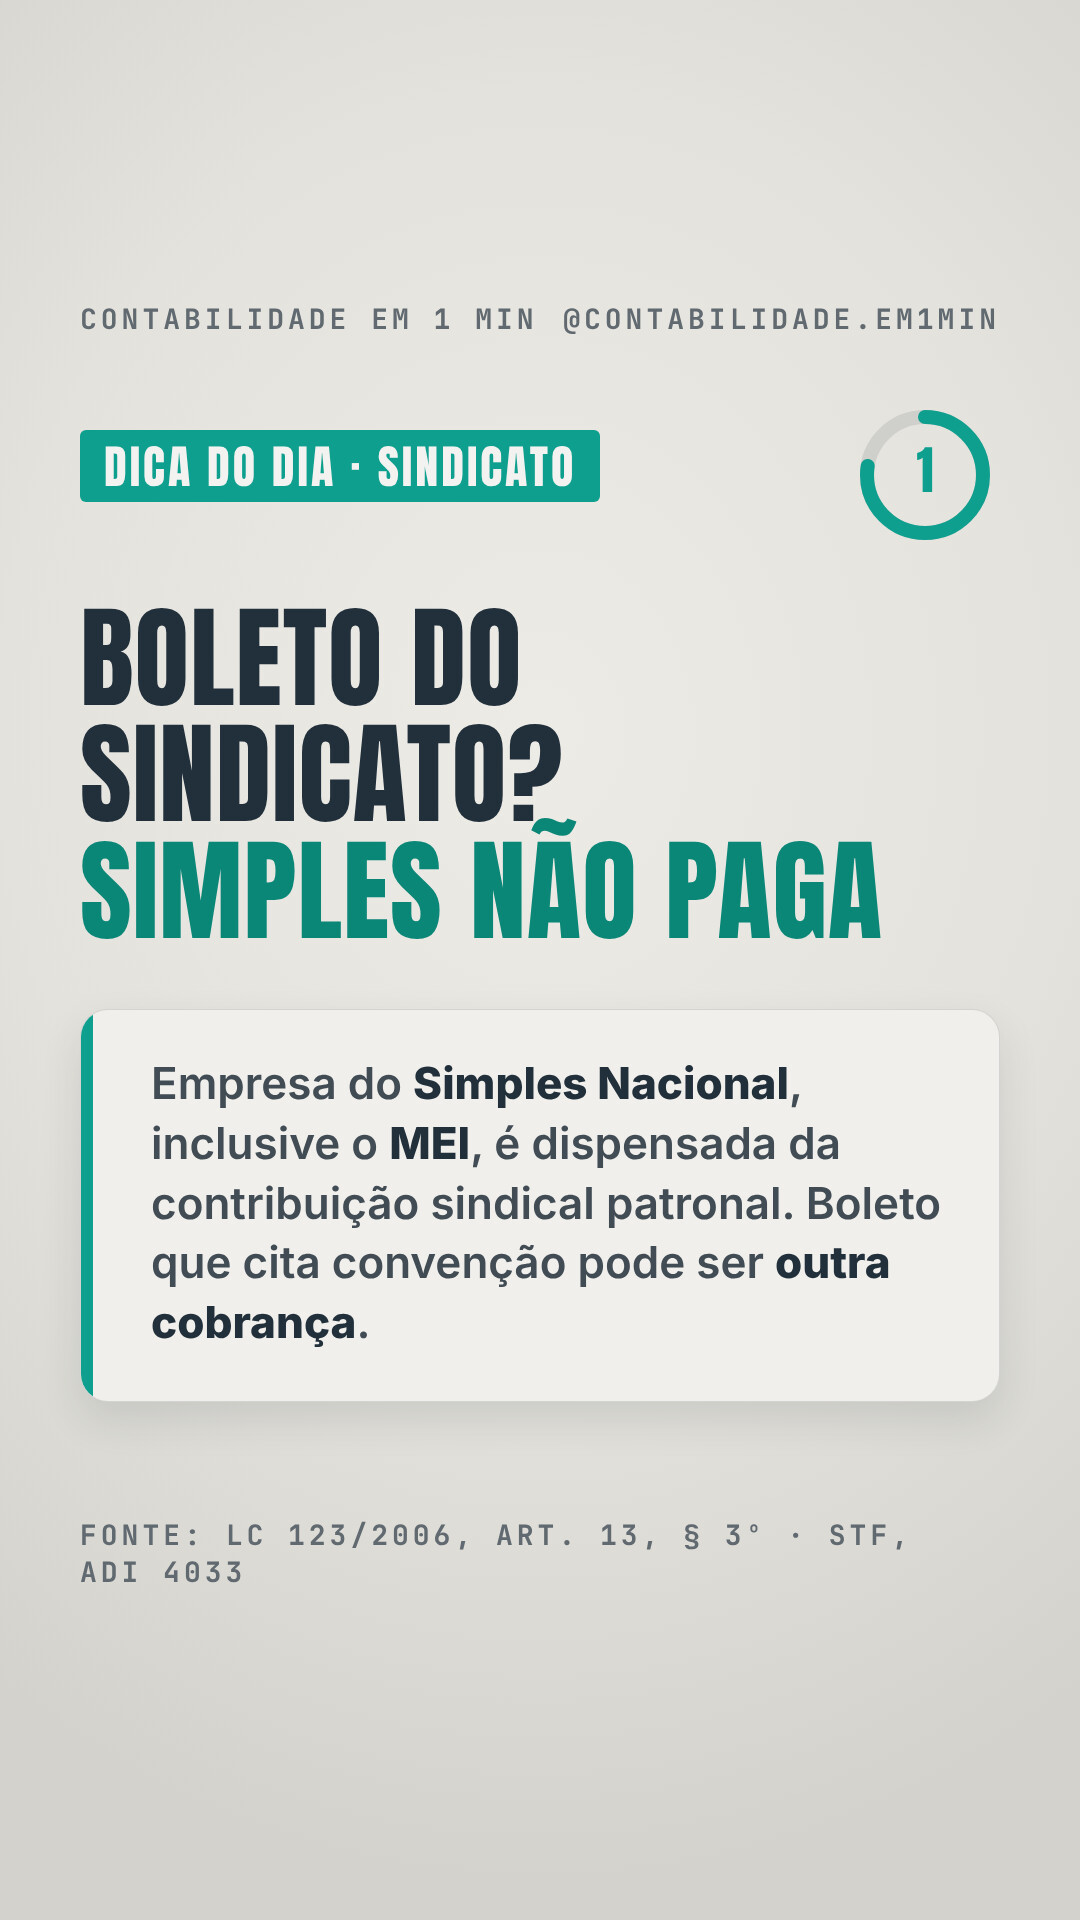 CONTABILIDADE EM 1 MIN @CONTABILIDADE.EM1MIN
DICA DO DIA · SINDICATO
1
BOLETO DO
SINDICATO?
SIMPLES NÃO PAGA
Empresa do Simples Nacional,
inclusive o MEI, é dispensada da
contribuição sindical patronal. Boleto
que cita convenção pode ser outra
cobrança.
FONTE: LC 123/2006, ART. 13, § 3º · STF,
ADI 4033